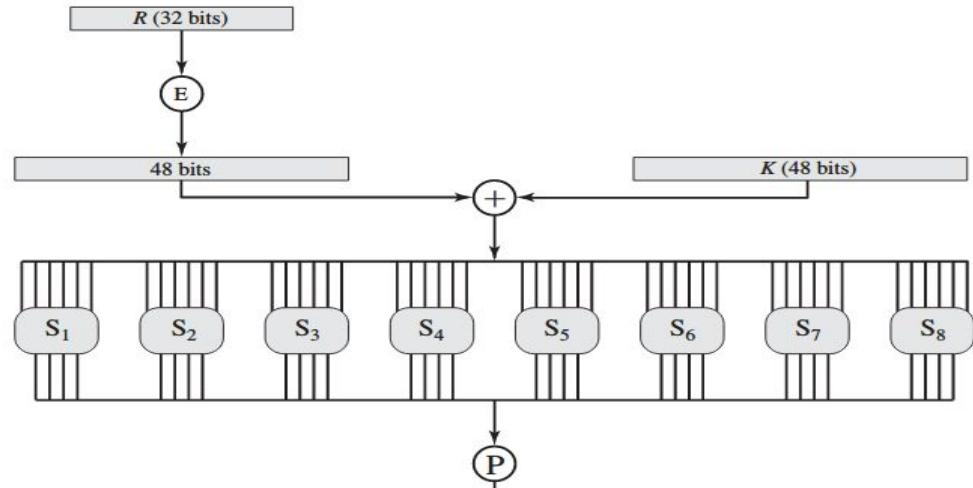 R (32 bits)
E
48 bits
K (48 bits)
+
S1 S2 S3 S4 S5 S6 S7 S8
P